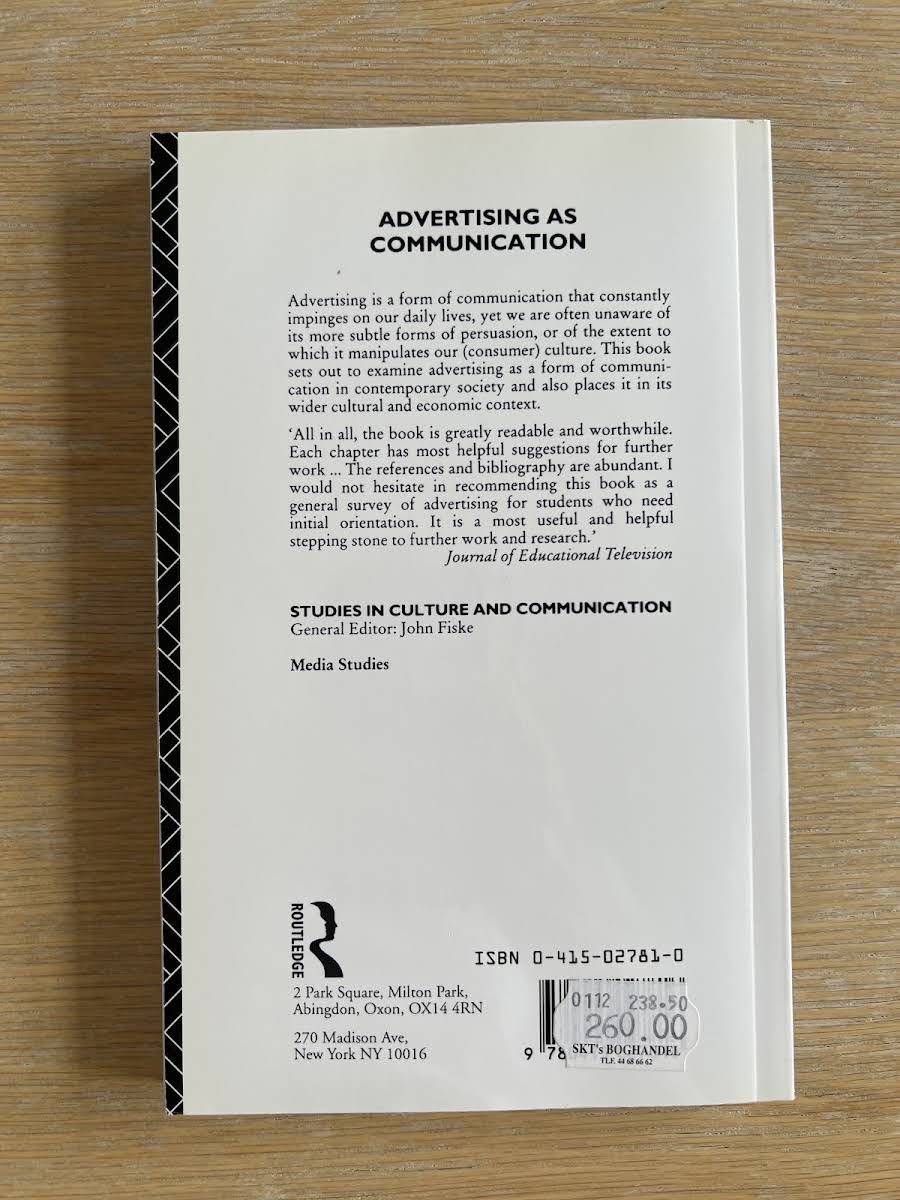 ADVERTISING AS
COMMUNICATION
Advertising is a form of communication that constantly
impinges on our daily lives, yet we are often unaware of
its more subtle forms of persuasion, or of the extent to
which it manipulates our (consumer) culture. This book
sets out to examine advertising as a form of communi-
cation in contemporary society and also places it in its
wider cultural and economic context.
‘All in all, the book is greatly readable and worthwhile.
Each chapter has most helpful suggestions for further
work ... The references and bibliography are abundant. I
would not hesitate in recommending this book as a
general survey of advertising for students who need
initial orientation. It is a most useful and helpful
stepping stone to further work and research.’
Journal of Educational Television
STUDIES IN CULTURE AND COMMUNICATION
General Editor: John Fiske
Media Studies
ROUTLEDGE
2 Park Square, Milton Park,
Abingdon, Oxon, OX14 4RN
270 Madison Ave,
New York NY 10016
ISBN 0-415-02781-0
0112 238.50
260.00
SKT's BOGHANDEL
TLF. 44 68 66 62
9 78